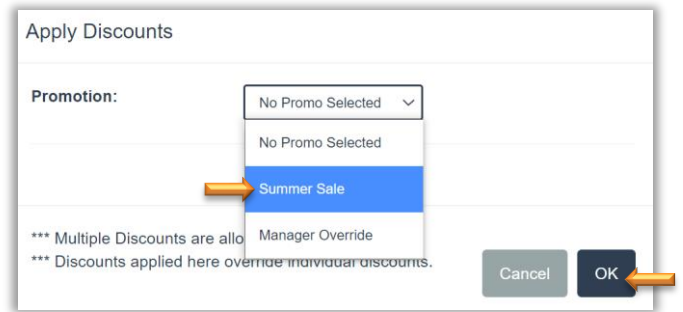 Apply Discounts
Promotion:
No Promo Selected
No Promo Selected
Summer Sale
Manager Override
*** Multiple Discounts are allo
*** Discounts applied here override individual discounts.
Cancel
OK